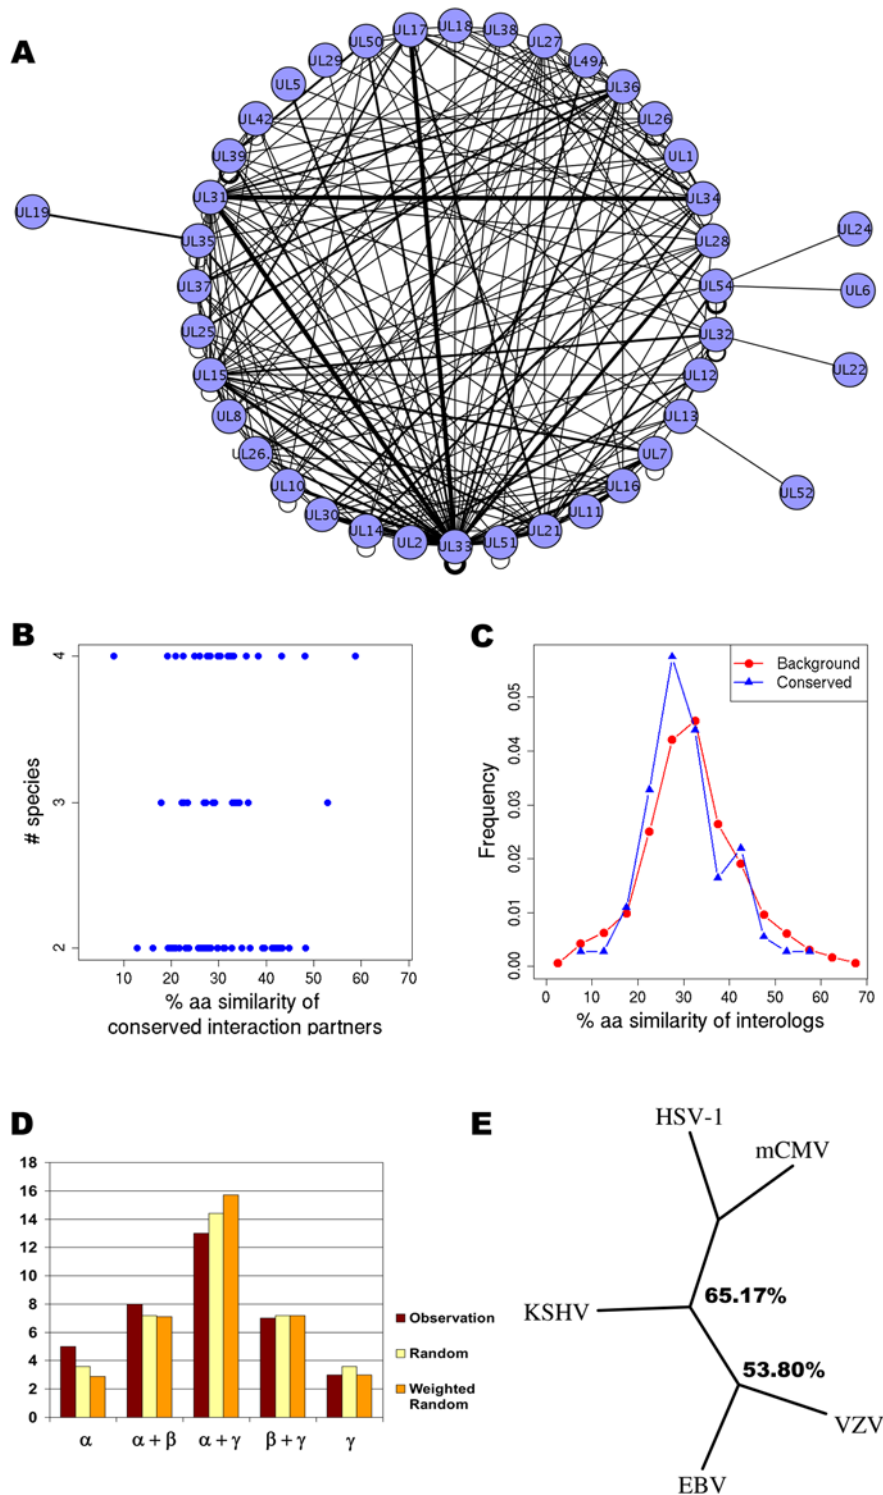 A
UL17
UL18
UL38
UL27
UL50
UL49A
UL29
UL36
UL5
UL26
UL42
UL1
UL39
UL34
UL31
UL19
UL35
UL28
UL24
UL37
UL54
UL6
UL25
UL32
UL15
UL12
UL22
UL8
UL13
UL26.
UL7
UL10
UL16
UL52
UL30
UL11
UL14
UL21
UL2
UL33
UL51
B
# species
4
3
2
10 20 30 40 50 60 70
% aa similarity of
conserved interaction partners
C
Background
Conserved
Frequency
0.05
0.04
0.03
0.02
0.01
0.00
0 10 20 30 40 50 60 70
% aa similarity of interologs
D
18
16
14
12
10
8
6
4
2
0
α α + β α + γ β + γ γ
Observation
Random
Weighted
Random
E
HSV-1
mCMV
65.17%
KSHV
53.80%
VZV
EBV